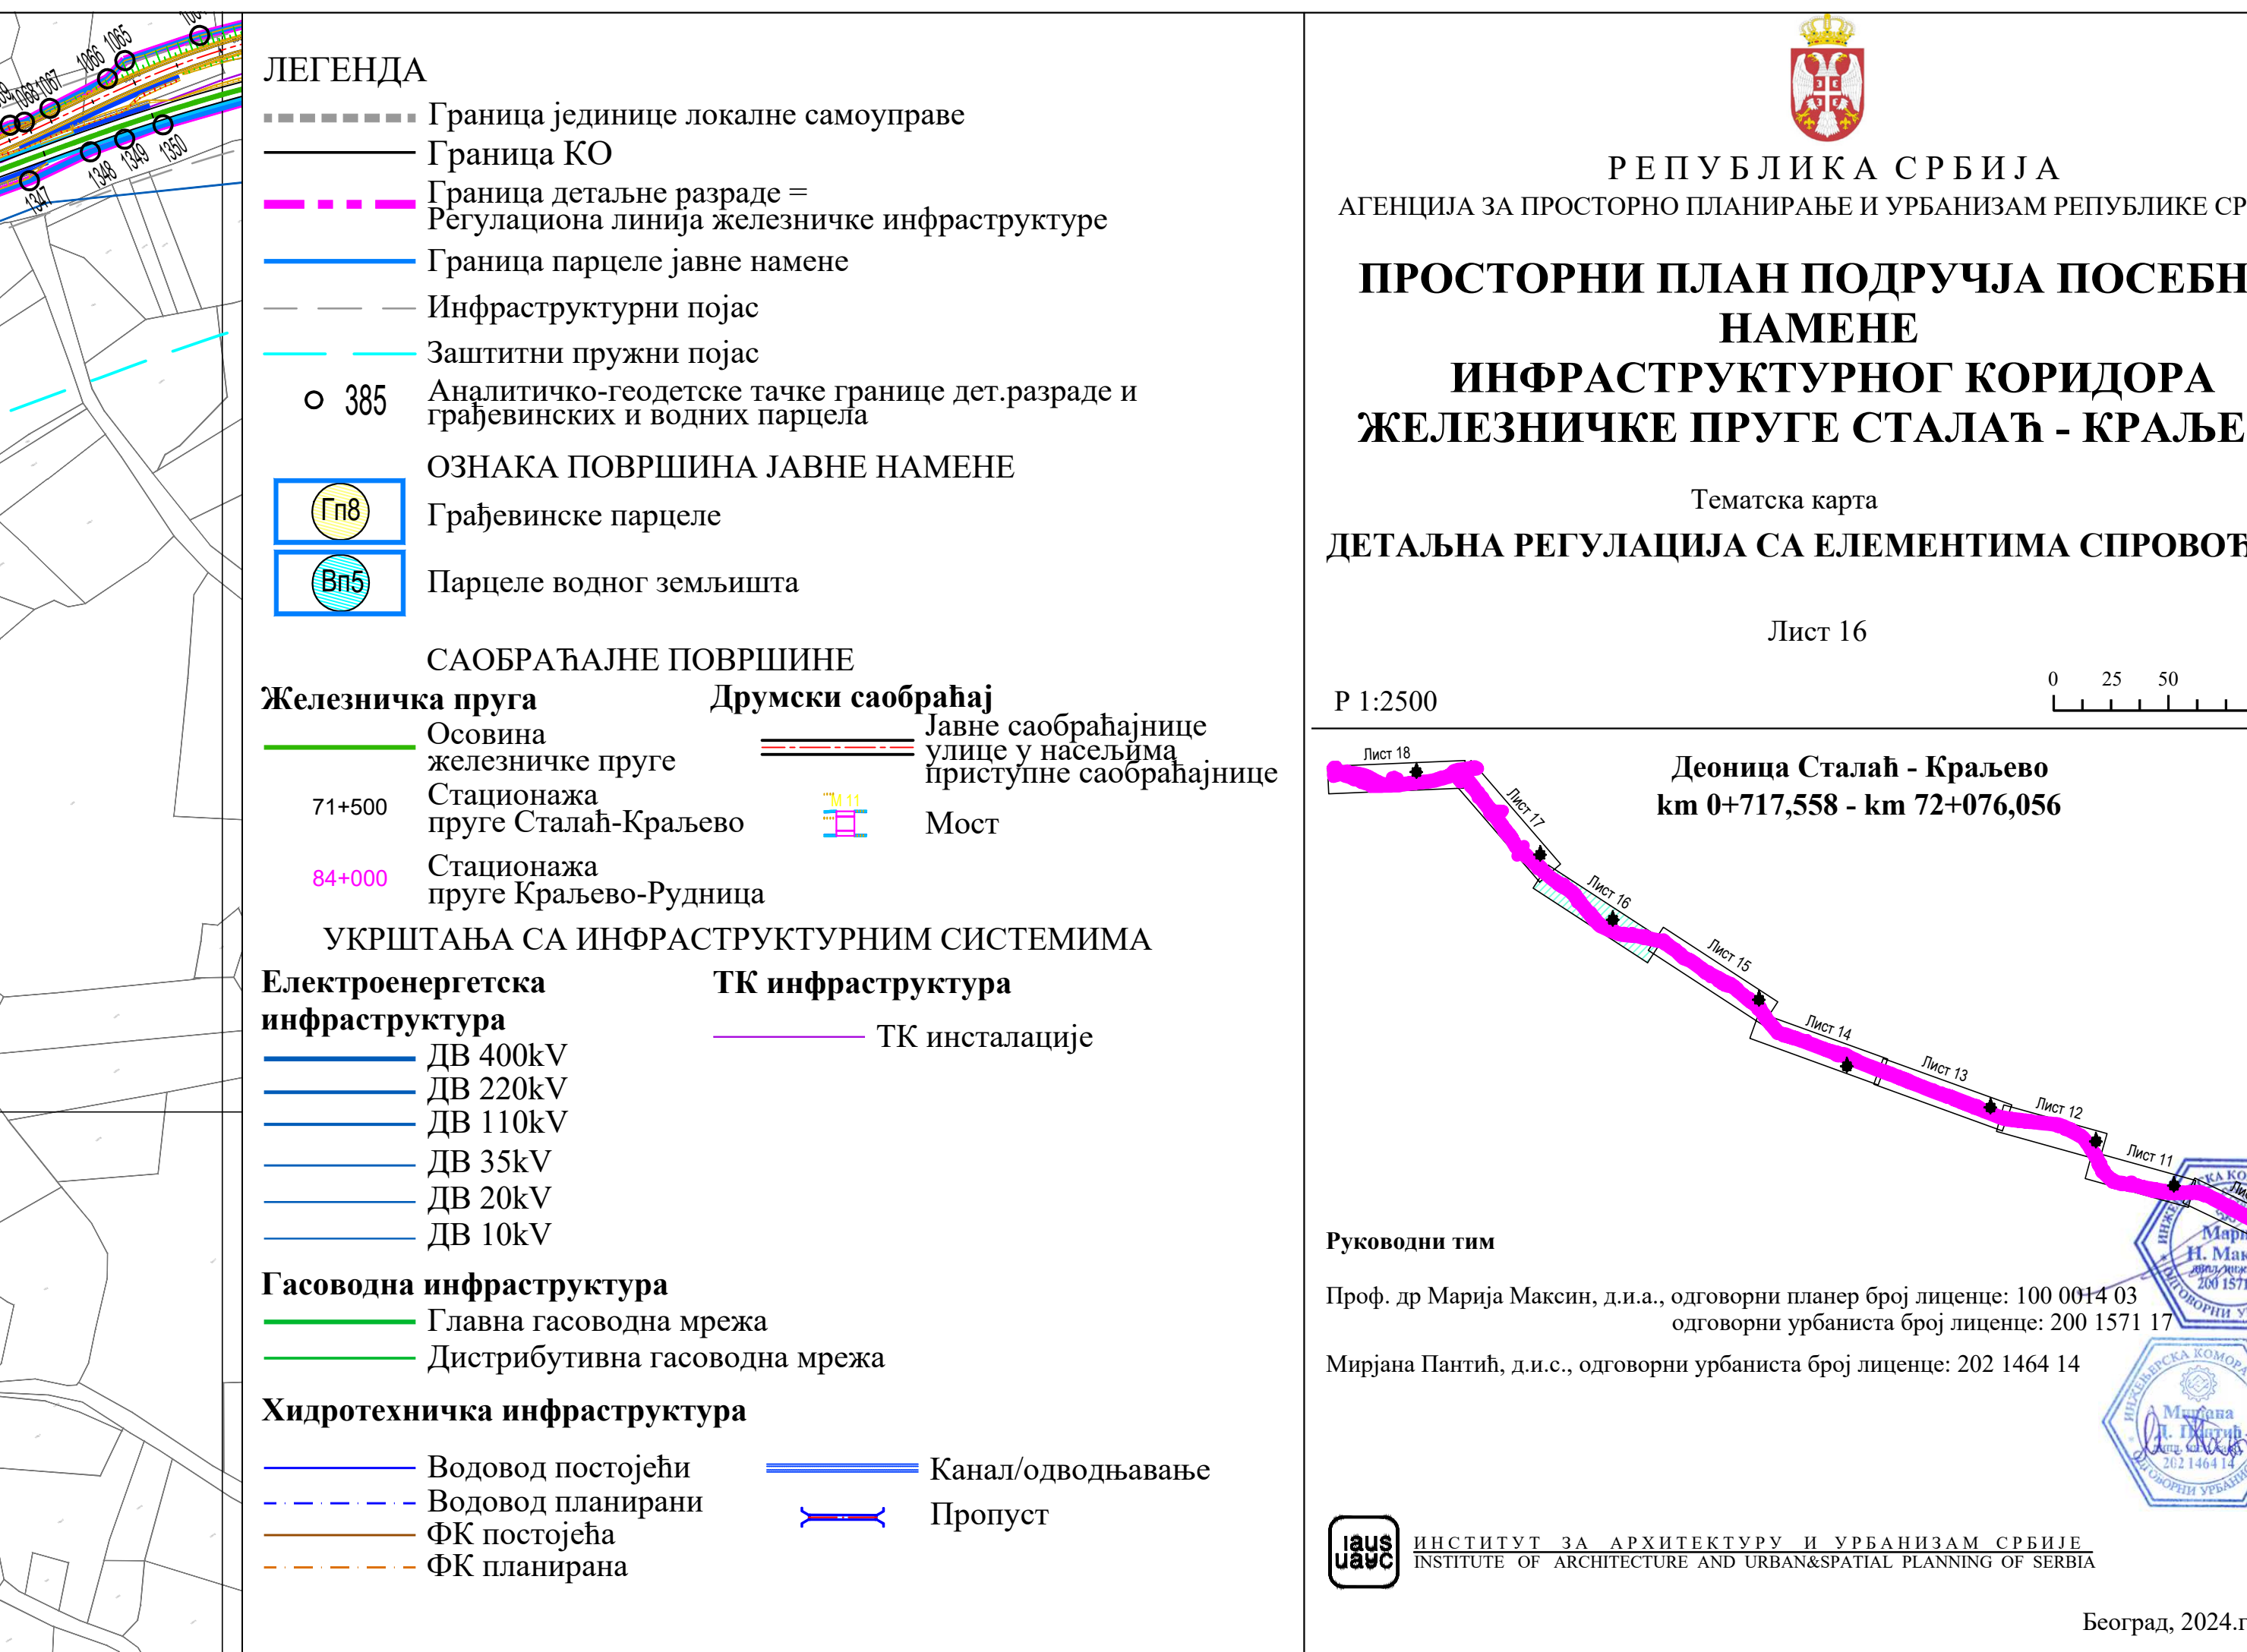 1065
1066
1067
1068
1350
1349
1348
1347
ЛЕГЕНДА
Граница јединице локалне самоуправе
Граница КО
Граница детаљне разраде =
Регулациона линија железничке инфраструктуре
Граница парцеле јавне намене
Инфраструктурни појас
Заштитни пружни појас
385
Аналитичко-геодетске тачке границе дет.разраде и
грађевинских и водних парцела
ОЗНАКА ПОВРШИНА ЈАВНЕ НАМЕНЕ
Гп8
Грађевинске парцеле
Вп5
Парцеле водног земљишта
САОБРАЋАЈНЕ ПОВРШИНЕ
Железничка пруга
Осовина
железничке пруге
71+500
Стационажа
пруге Сталаћ-Краљево
84+000
Стационажа
пруге Краљево-Рудница
Друмски саобраћај
Јавне саобраћајнице
улице у насељима
приступне саобраћајнице
М 11
Мост
УКРШТАЊА СА ИНФРАСТРУКТУРНИМ СИСТЕМИМА
Електроенергетска
инфраструктура
ДВ 400kV
ДВ 220kV
ДВ 110kV
ДВ 35kV
ДВ 20kV
ДВ 10kV
ТК инфраструктура
ТК инсталације
Гасоводна инфраструктура
Главна гасоводна мрежа
Дистрибутивна гасоводна мрежа
Хидротехничка инфраструктура
Водовод постојећи
Водовод планирани
ФК постојећа
ФК планирана
Канал/одводњавање
Пропуст
РЕПУБЛИКА СРБИЈА
АГЕНЦИЈА ЗА ПРОСТОРНО ПЛАНИРАЊЕ И УРБАНИЗАМ РЕПУБЛИКЕ СР
ПРОСТОРНИ ПЛАН ПОДРУЧЈА ПОСЕБН
НАМЕНЕ
ИНФРАСТРУКТУРНОГ КОРИДОРА
ЖЕЛЕЗНИЧКЕ ПРУГЕ СТАЛАЋ - КРАЉЕ
Тематска карта
ДЕТАЉНА РЕГУЛАЦИЈА СА ЕЛЕМЕНТИМА СПРОВОЂ
Лист 16
Р 1:2500
0 25 50
Деоница Сталаћ - Краљево
km 0+717,558 - km 72+076,056
Лист 18
Лист 17
Лист 16
Лист 15
Лист 14
Лист 13
Лист 12
Лист 11
Руководни тим
Проф. др Марија Максин, д.и.а., одговорни планер број лиценце: 100 0014 03
одговорни урбаниста број лиценце: 200 1571 17
Мирјана Пантић, д.и.с., одговорни урбаниста број лиценце: 202 1464 14
Мари
Н. Мак
200 1571
ИНЖЕЊЕРСКА КОМОРА
Мирјана
Д. Пантић
202 1464 14
iaus
uаус
ИНСТИТУТ ЗА АРХИТЕКТУРУ И УРБАНИЗАМ СРБИЈЕ
INSTITUTE OF ARCHITECTURE AND URBAN&SPATIAL PLANNING OF SERBIA
Београд, 2024.г